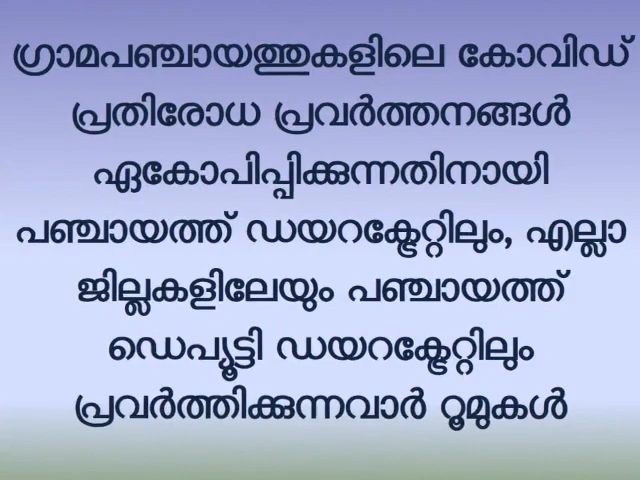 ഗ്രാമപഞ്ചായത്തുകളിലെ കോവിഡ്
പ്രതിരോധ പ്രവർത്തനങ്ങൾ
ഏകോപിപ്പിക്കുന്നതിനായി
പഞ്ചായത്ത് ഡയറക്ട്രേറ്റിലും, എല്ലാ
ജില്ലകളിലേയും പഞ്ചായത്ത്
ഡെപ്യൂട്ടി ഡയറക്ട്രേറ്റിലും
പ്രവർത്തിക്കുന്നവാർ റൂമുകൾ